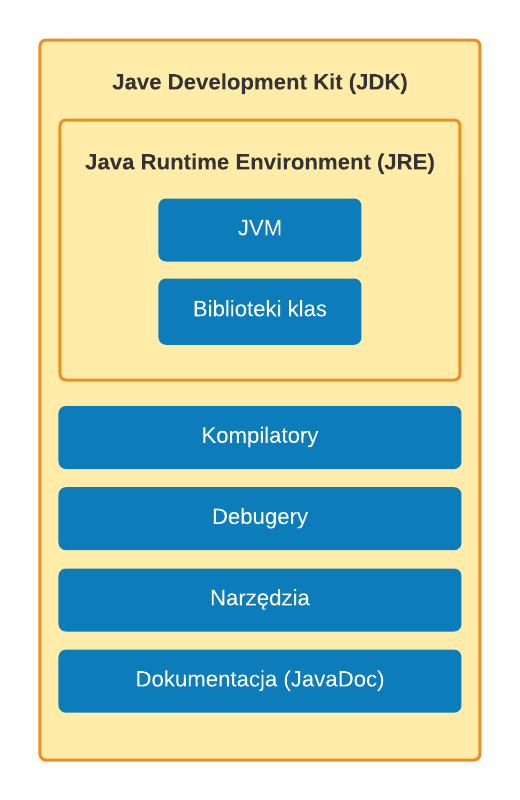 Jave Development Kit (JDK)
Java Runtime Environment (JRE)
JVM
Biblioteki klas
Kompilatory
Debugery
Narzędzia
Dokumentacja (JavaDoc)